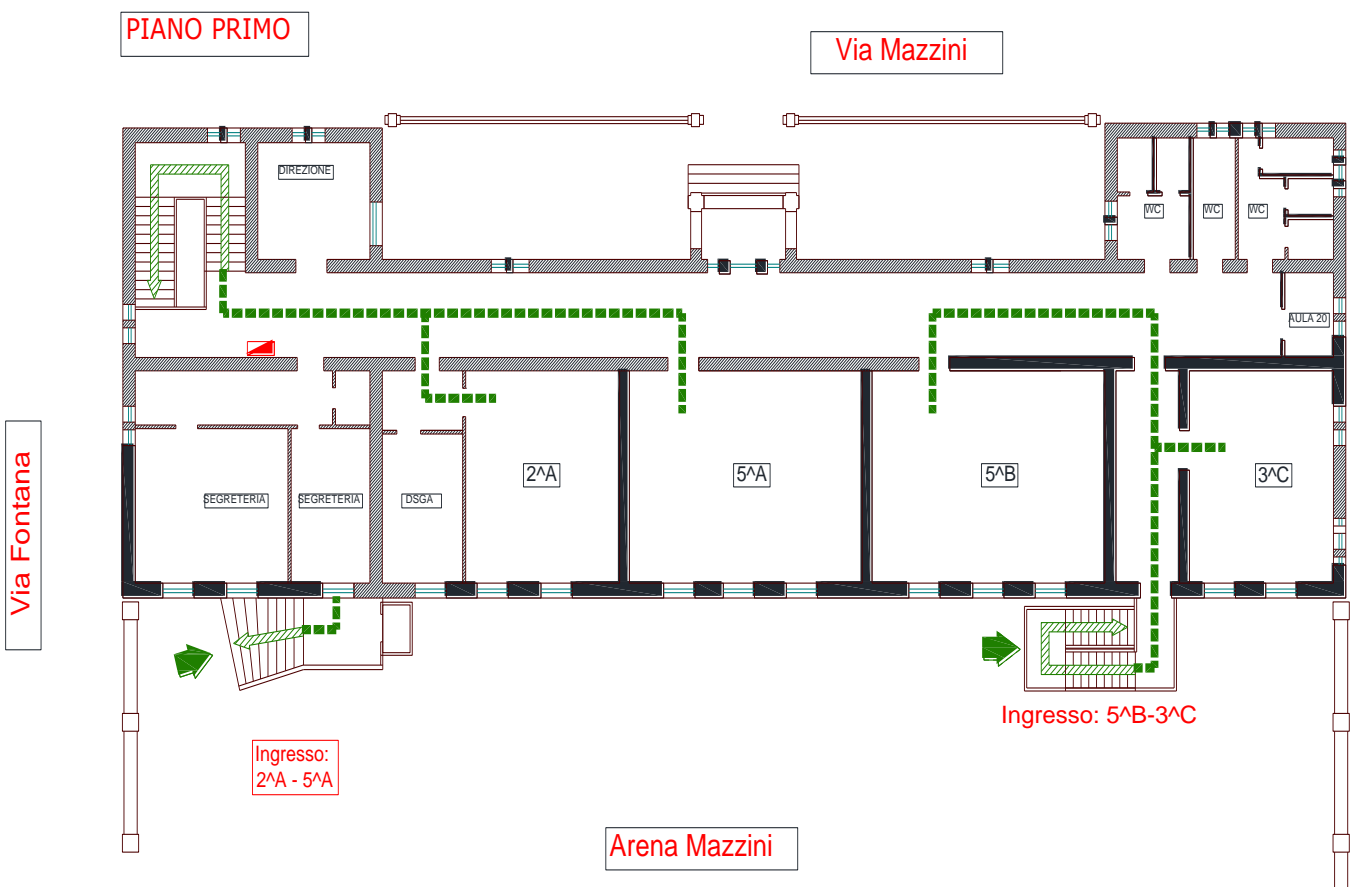 PIANO PRIMO
Via Mazzini
DIREZIONE
WC
WC
WC
AULA 20
Via Fontana
SEGRETERIA
SEGRETERIA
DSGA
2^A
5^A
5^B
3^C
Ingresso: 5^B-3^C
Ingresso:
2^A - 5^A
Arena Mazzini